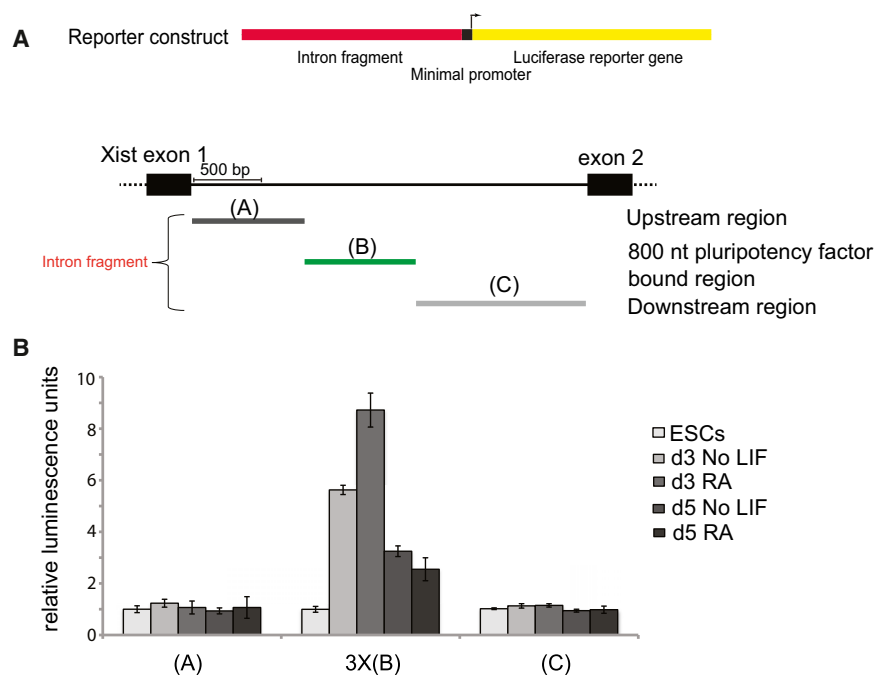 A
Reporter construct
Intron fragment
Minimal promoter
Luciferase reporter gene
Xist exon 1
500 bp
exon 2
(A)
Upstream region
(B)
800 nt pluripotency factor
bound region
Intron fragment
(C)
Downstream region
B
relative luminescence units
10
8
6
4
2
0
(A)
3X(B)
(C)
ESCs
d3 No LIF
d3 RA
d5 No LIF
d5 RA